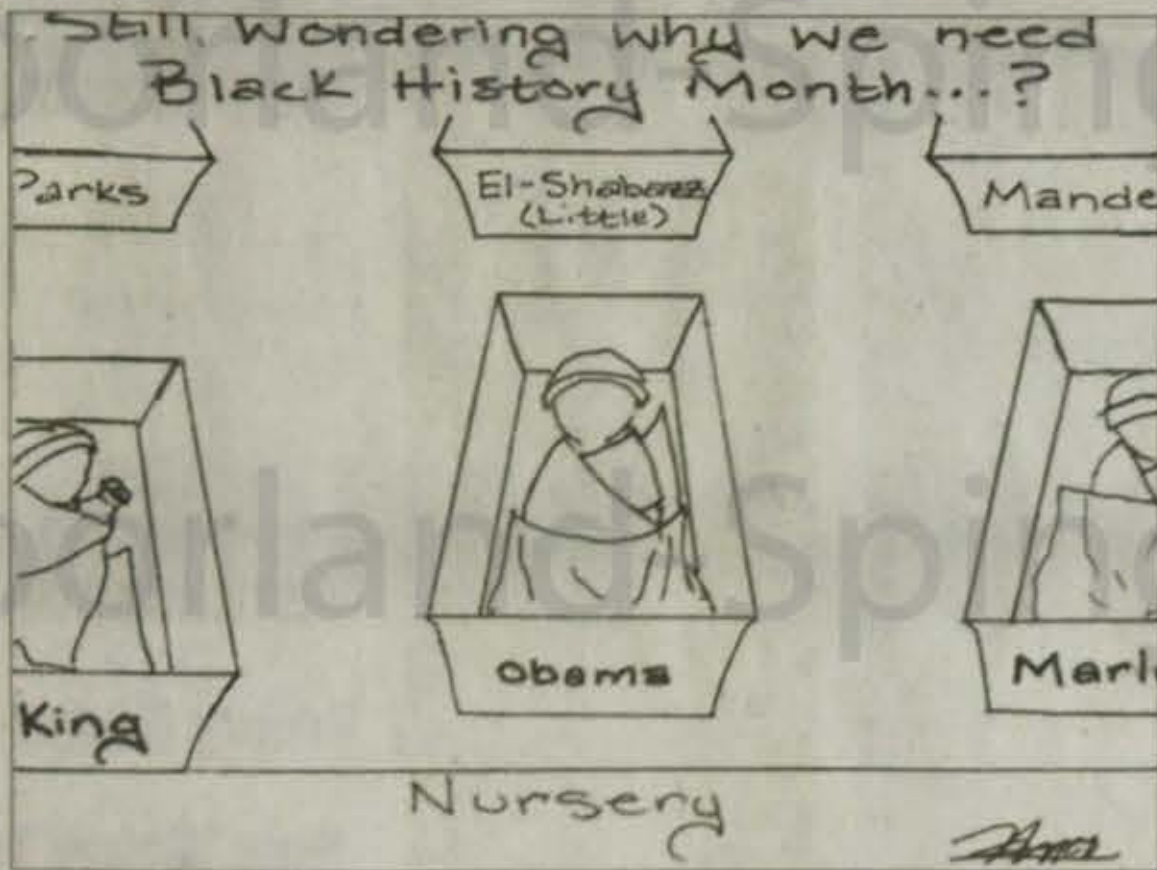 Still Wondering why we need
Black History Month...?
Parks
El-Shabazz
(Little)
Mande
King
Obama
Marl
Nursery